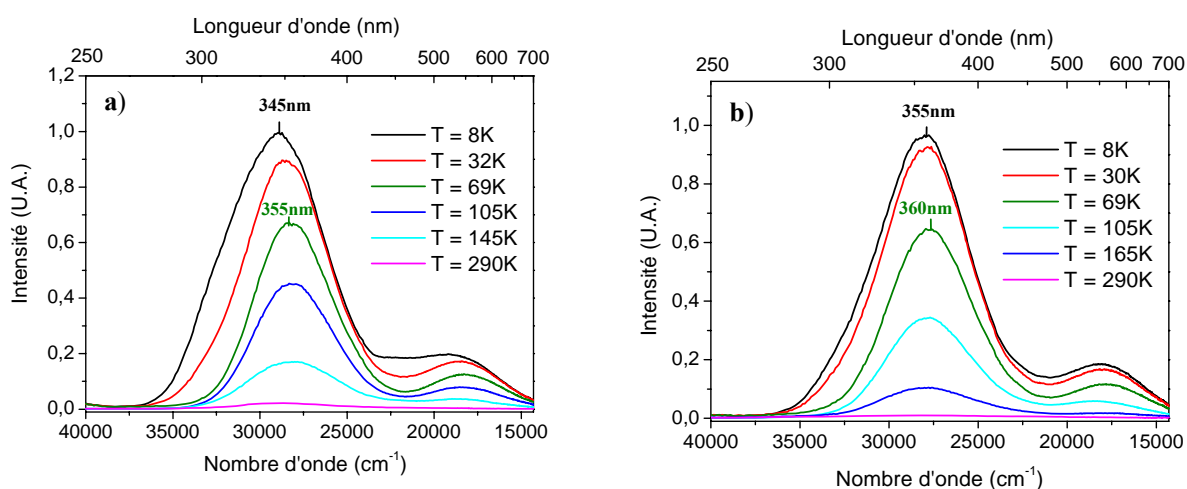 Longueur d'onde (nm)
250 300 400 500 600 700
1,2
1,0
0,8
0,6
0,4
0,2
0,0
Intensité (U.A.)
a)
345nm
355nm
T = 8K
T = 32K
T = 69K
T = 105K
T = 145K
T = 290K
40000 35000 30000 25000 20000 15000
Nombre d'onde (cm-1)
Longueur d'onde (nm)
250 300 400 500 600 700
1,0
0,8
0,6
0,4
0,2
0,0
Intensité (U.A.)
b)
355nm
360nm
T = 8K
T = 30K
T = 69K
T = 105K
T = 165K
T = 290K
40000 35000 30000 25000 20000 15000
Nombre d'onde (cm-1)